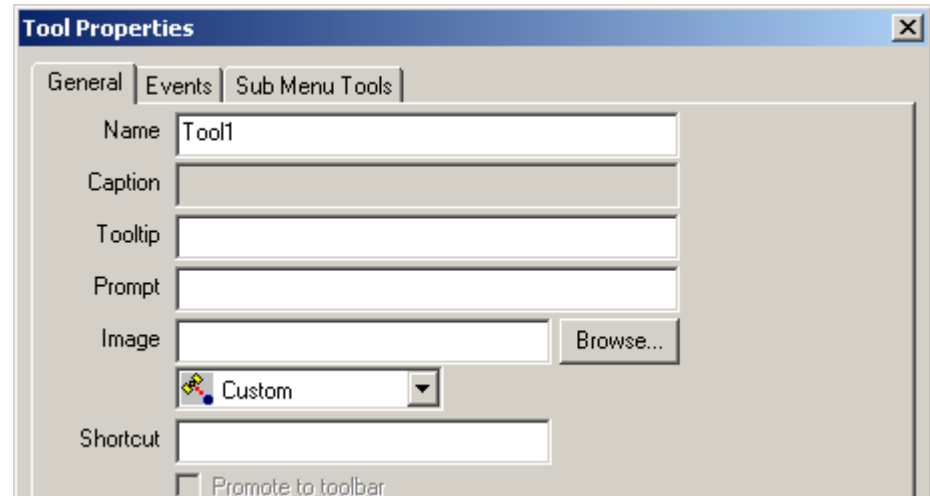 Tool Properties
General Events Sub Menu Tools
Name Tool1
Caption
Tooltip
Prompt
Image Browse...
Custom
Shortcut
Promote to toolbar